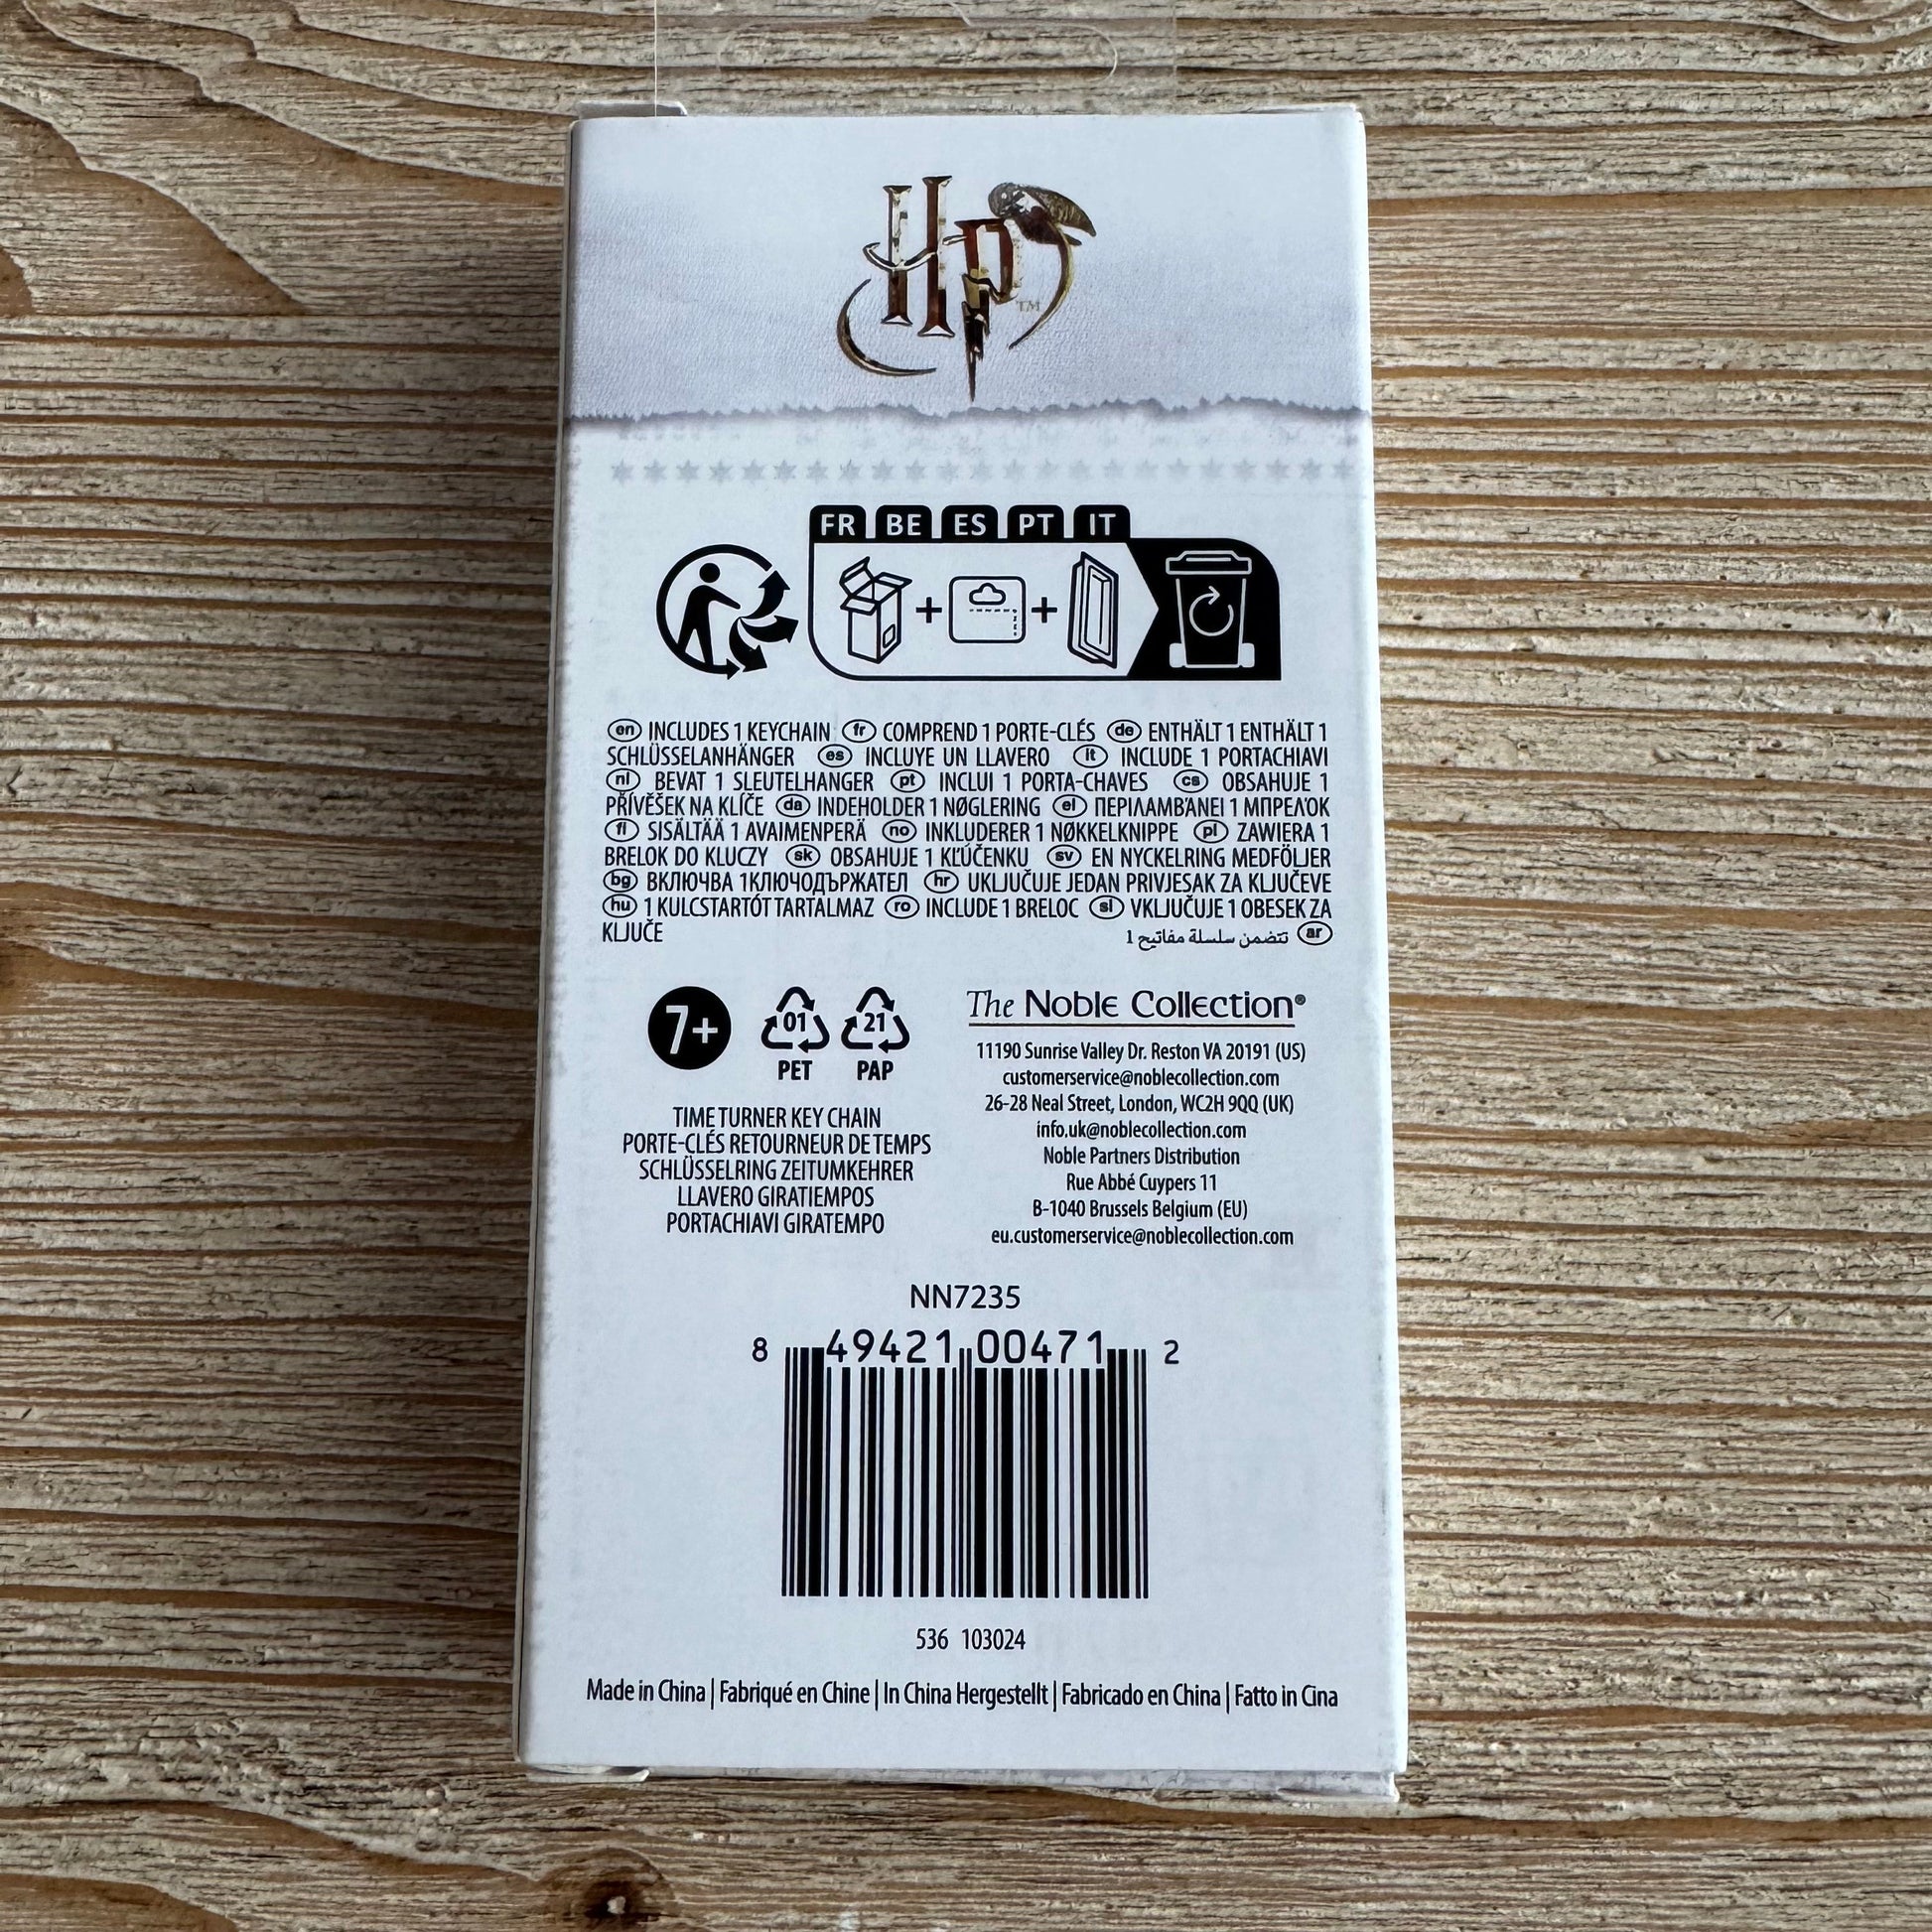 HP™
FR BE ES PT IT
en INCLUDES 1 KEYCHAIN fr COMPREND 1 PORTE-CLÉS de ENTHÄLT 1 ENTHÄLT 1
SCHLÜSSELANHÄNGER es INCLUYE UN LLAVERO it INCLUDE 1 PORTACHIAVI
nl BEVAT 1 SLEUTELHANGER pt INCLUI 1 PORTA-CHAVES cs OBSAHUJE 1
PŘÍVĚŠEK NA KLÍČE da INDEHOLDER 1 NØGLERING el ΠΕΡΙΛΑΜΒΆΝΕΙ 1 ΜΠΡΕΛΌΚ
fi SISÄLTÄÄ 1 AVAIMENPERÄ no INKLUDERER 1 NØKKELKNIPPE pl ZAWIERA 1
BRELOK DO KLUCZY sk OBSAHUJE 1 KĽÚČENKU sv EN NYCKELRING MEDFÖLJER
bg ВКЛЮЧВА 1КЛЮЧОДЪРЖАТЕЛ hr UKLJUČUJE JEDAN PRIVJESAK ZA KLJUČEVE
hu 1 KULCSTARTÓT TARTALMAZ ro INCLUDE 1 BRELOC sl VKLJUČUJE 1 OBESEK ZA
KLJUČE ar تتضمن سلسلة مفاتيح 1
7+
01 21
PET PAP
TIME TURNER KEY CHAIN
PORTE-CLÉS RETOURNEUR DE TEMPS
SCHLÜSSELRING ZEITUMKEHRER
LLAVERO GIRATIEMPOS
PORTACHIAVI GIRATEMPO
The Noble Collection®
11190 Sunrise Valley Dr. Reston VA 20191 (US)
customerservice@noblecollection.com
26-28 Neal Street, London, WC2H 9QQ (UK)
info.uk@noblecollection.com
Noble Partners Distribution
Rue Abbé Cuypers 11
B-1040 Brussels Belgium (EU)
eu.customerservice@noblecollection.com
NN7235
8 49421 00471 2
536 103024
Made in China | Fabriqué en Chine | In China Hergestellt | Fabricado en China | Fatto in Cina